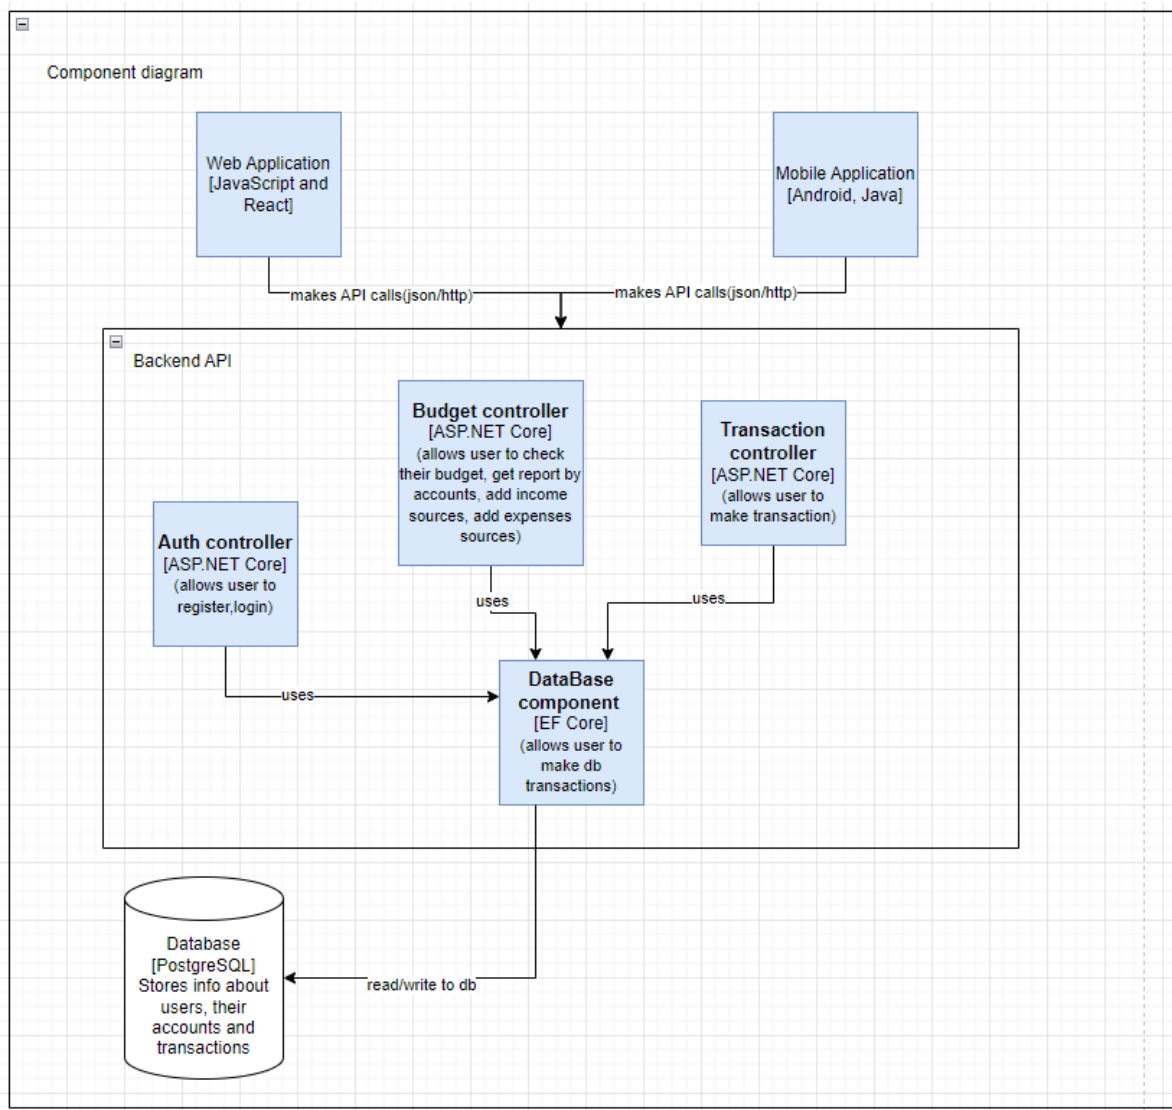 Component diagram
Web Application
[JavaScript and
React]
Mobile Application
[Android, Java]
makes API calls(json/http)
makes API calls(json/http)
Backend API
Budget controller
[ASP.NET Core]
(allows user to check
their budget, get report by
accounts, add income
sources, add expenses
sources)
Transaction
controller
[ASP.NET Core]
(allows user to
make transaction)
Auth controller
[ASP.NET Core]
(allows user to
register,login)
uses
uses
uses
DataBase
component
[EF Core]
(allows user to
make db
transactions)
Database
[PostgreSQL]
Stores info about
users, their
accounts and
transactions
read/write to db